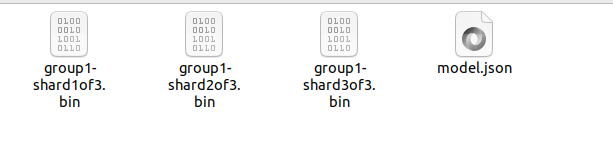 0100
0010
1001
0110
group1-
shard1of3.
bin
0100
0010
1001
0110
group1-
shard2of3.
bin
0100
0010
1001
0110
group1-
shard3of3.
bin
model.json